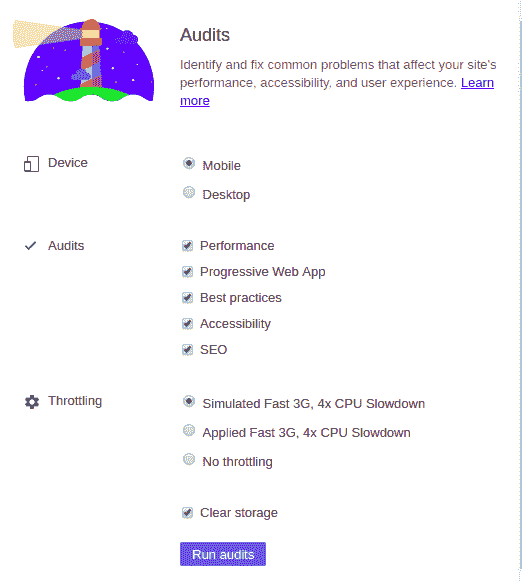 Audits
Identify and fix common problems that affect your site's
performance, accessibility, and user experience. Learn
more
Device
Mobile
Desktop
Audits
Performance
Progressive Web App
Best practices
Accessibility
SEO
Throttling
Simulated Fast 3G, 4x CPU Slowdown
Applied Fast 3G, 4x CPU Slowdown
No throttling
Clear storage
Run audits